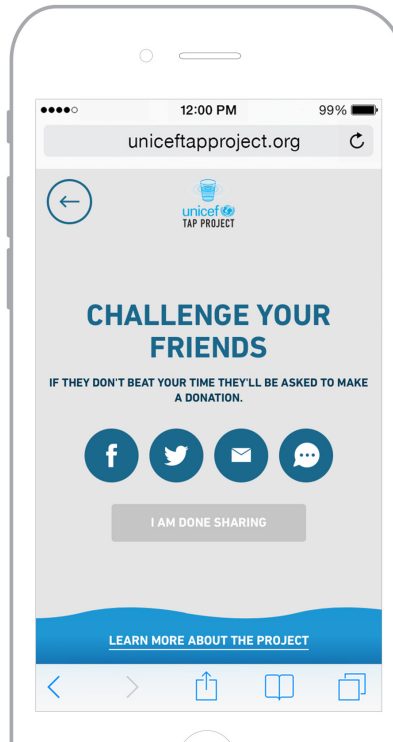 12:00 PM 99%
uniceftapproject.org
unicef
TAP PROJECT
CHALLENGE YOUR
FRIENDS
IF THEY DON'T BEAT YOUR TIME THEY'LL BE ASKED TO MAKE
A DONATION.
f
I AM DONE SHARING
LEARN MORE ABOUT THE PROJECT